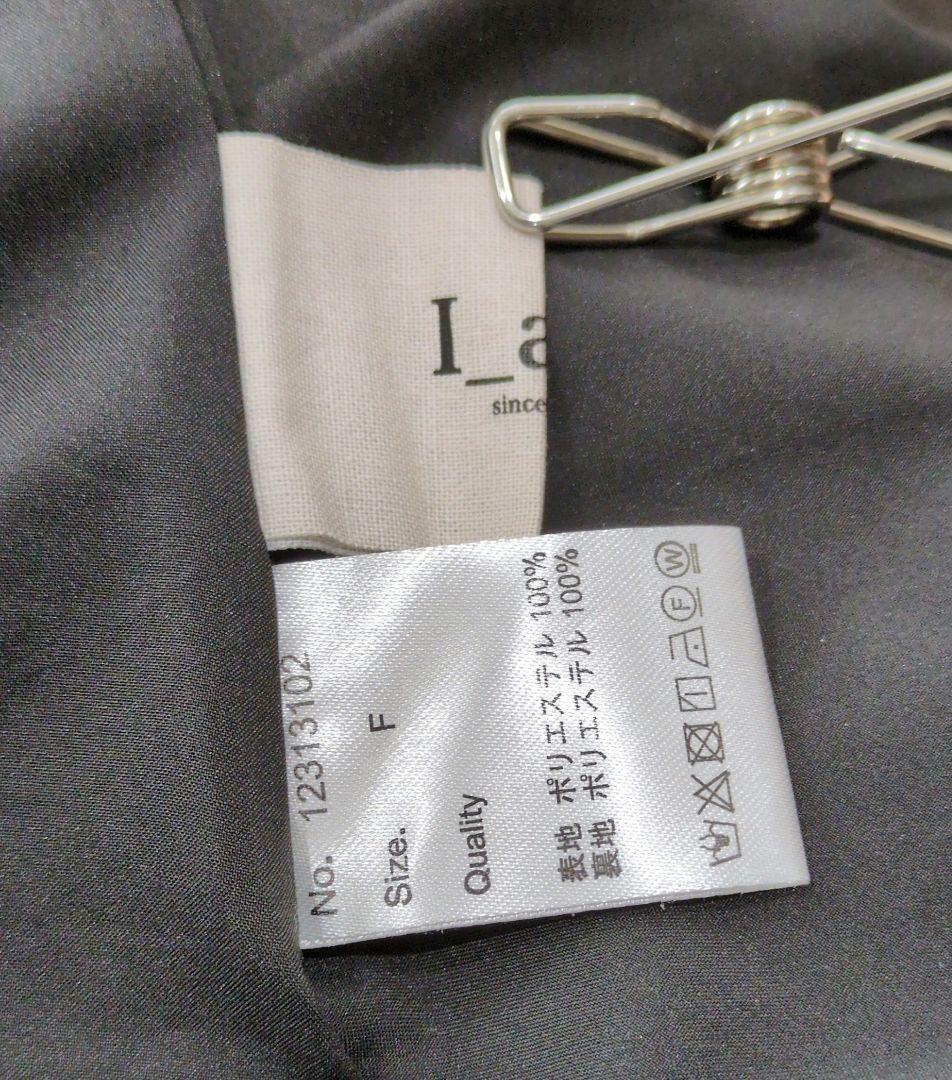 I_a
since
No. 12313102
Size. F
Quality
表地 ポリエステル 100%
裏地 ポリエステル 100%
F W